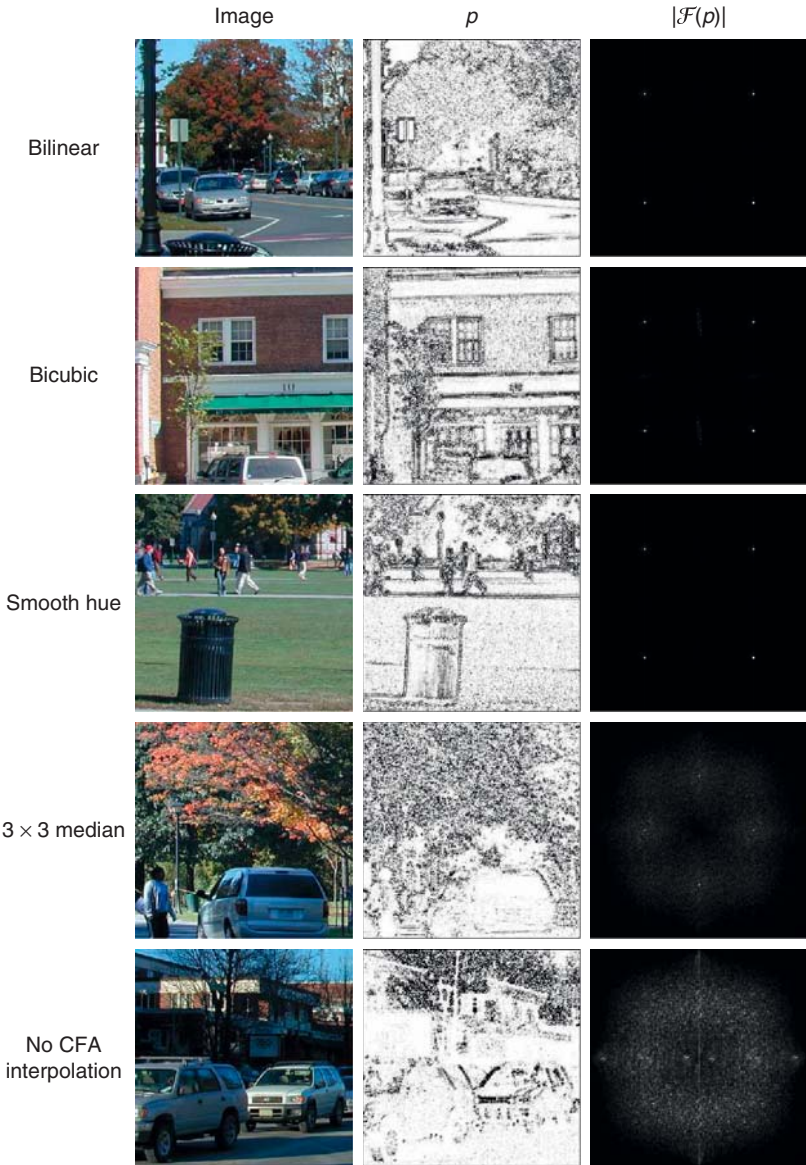 Image p |ℱ(p)|
Bilinear
Bicubic
Smooth hue
3 × 3 median
No CFA
interpolation